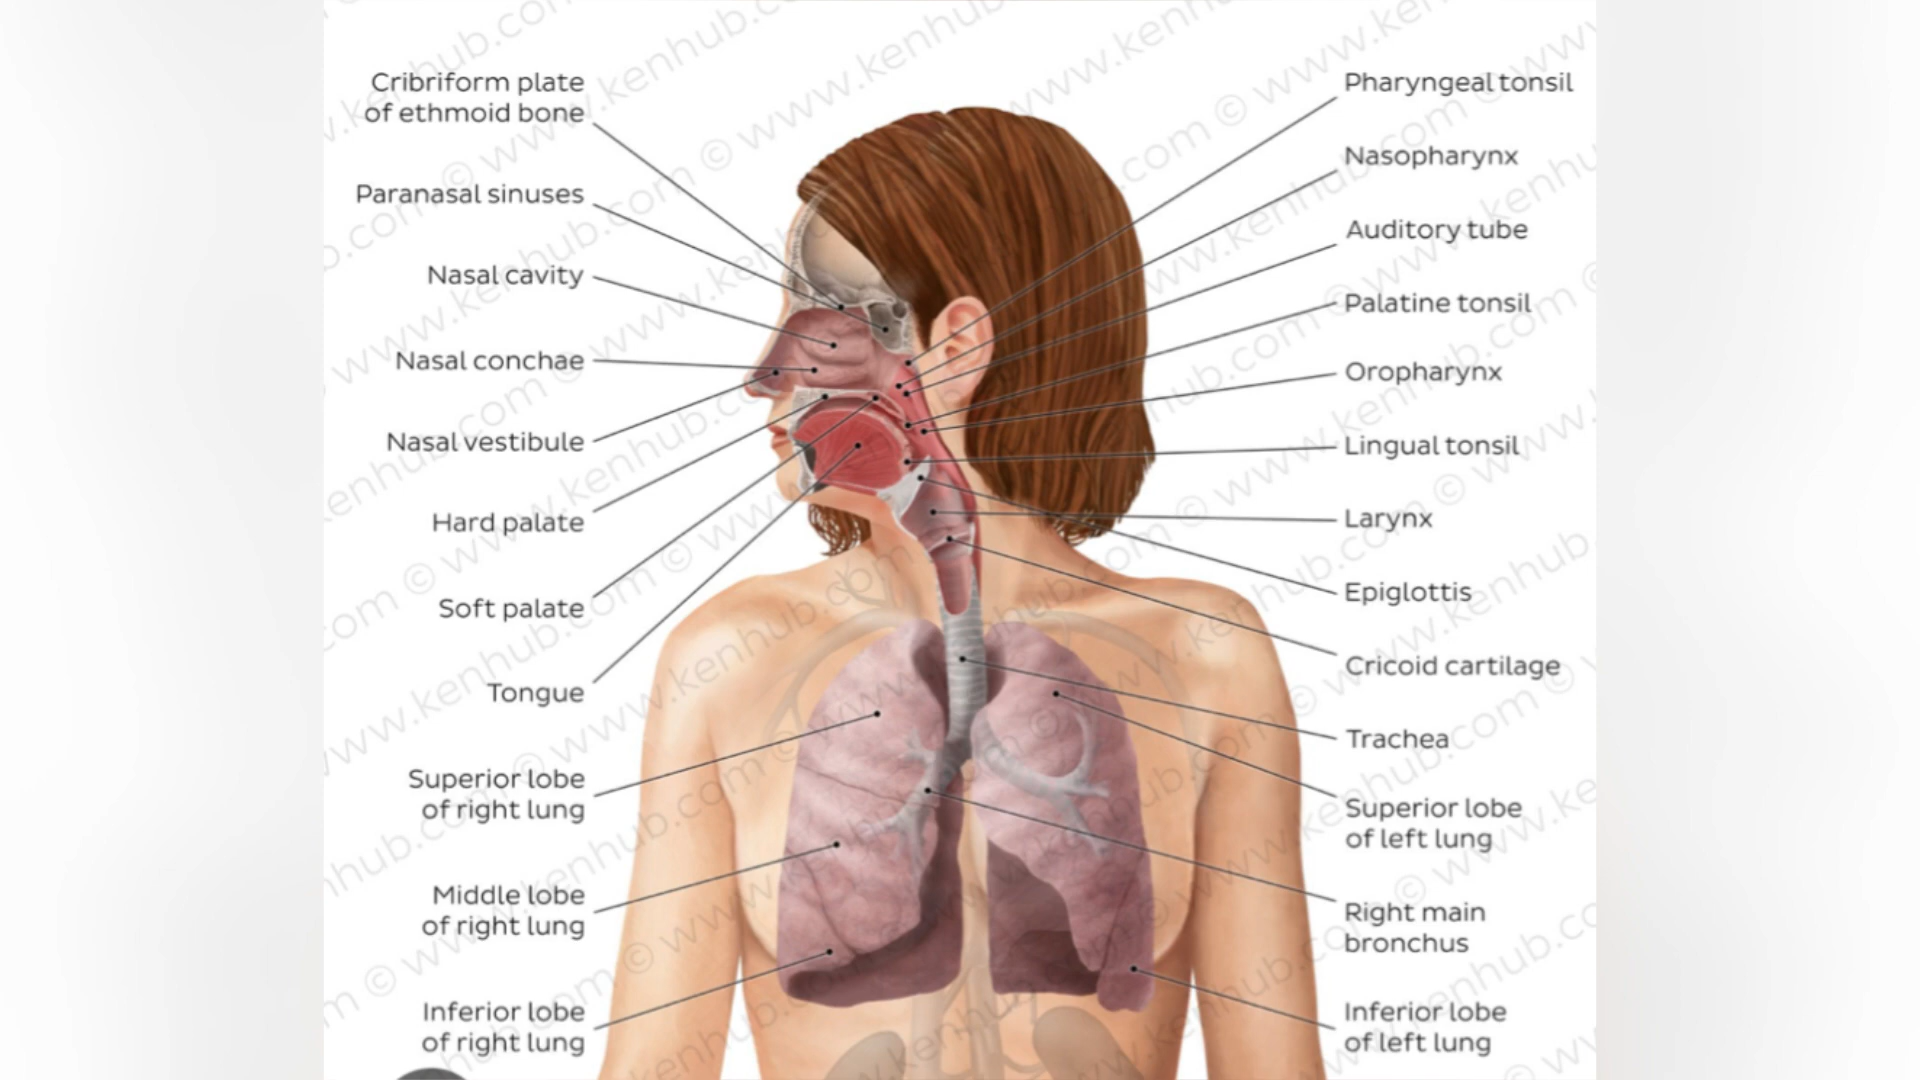 Cribriform plate
of ethmoid bone
Paranasal sinuses
Nasal cavity
Nasal conchae
Nasal vestibule
Hard palate
Soft palate
Tongue
Superior lobe
of right lung
Middle lobe
of right lung
Inferior lobe
of right lung
Pharyngeal tonsil
Nasopharynx
Auditory tube
Palatine tonsil
Oropharynx
Lingual tonsil
Larynx
Epiglottis
Cricoid cartilage
Trachea
Superior lobe
of left lung
Right main
bronchus
Inferior lobe
of left lung
© www.kenhub.com